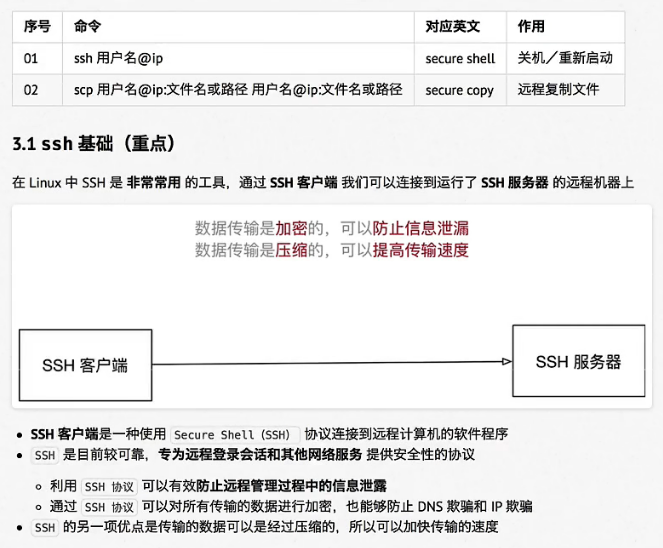 序号 命令 对应英文 作用
01 ssh 用户名@ip secure shell 关机／重新启动
02 scp 用户名@ip:文件名或路径 用户名@ip:文件名或路径 secure copy 远程复制文件
3.1 ssh 基础（重点）
在 Linux 中 SSH 是 非常常用 的工具，通过 SSH 客户端 我们可以连接到运行了 SSH 服务器 的远程机器上
数据传输是加密的，可以防止信息泄漏
数据传输是压缩的，可以提高传输速度
SSH 客户端
SSH 服务器
SSH 客户端是一种使用 Secure Shell（SSH） 协议连接到远程计算机的软件程序
SSH 是目前较可靠，专为远程登录会话和其他网络服务 提供安全性的协议
利用 SSH 协议 可以有效防止远程管理过程中的信息泄露
通过 SSH 协议 可以对所有传输的数据进行加密，也能够防止 DNS 欺骗和 IP 欺骗
SSH 的另一项优点是传输的数据可以是经过压缩的，所以可以加快传输的速度